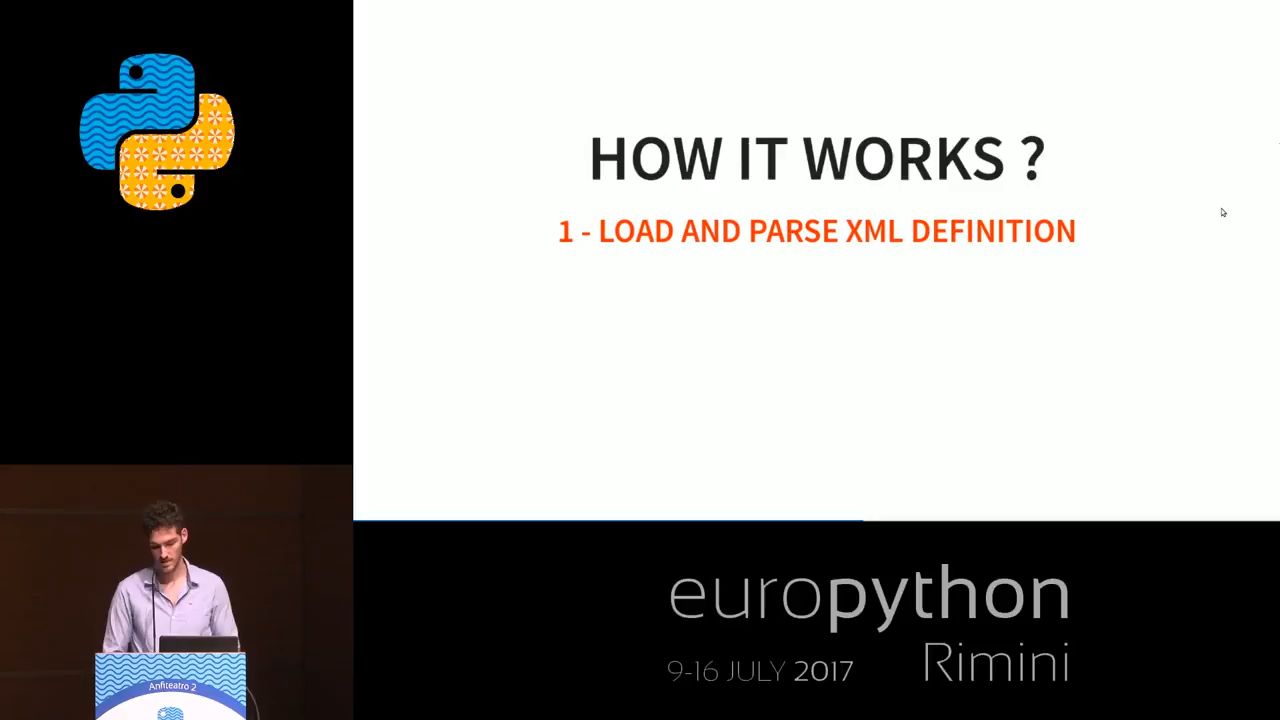 HOW IT WORKS ?
1 - LOAD AND PARSE XML DEFINITION
europython
9-16 JULY 2017
Rimini
Anfiteatro 2